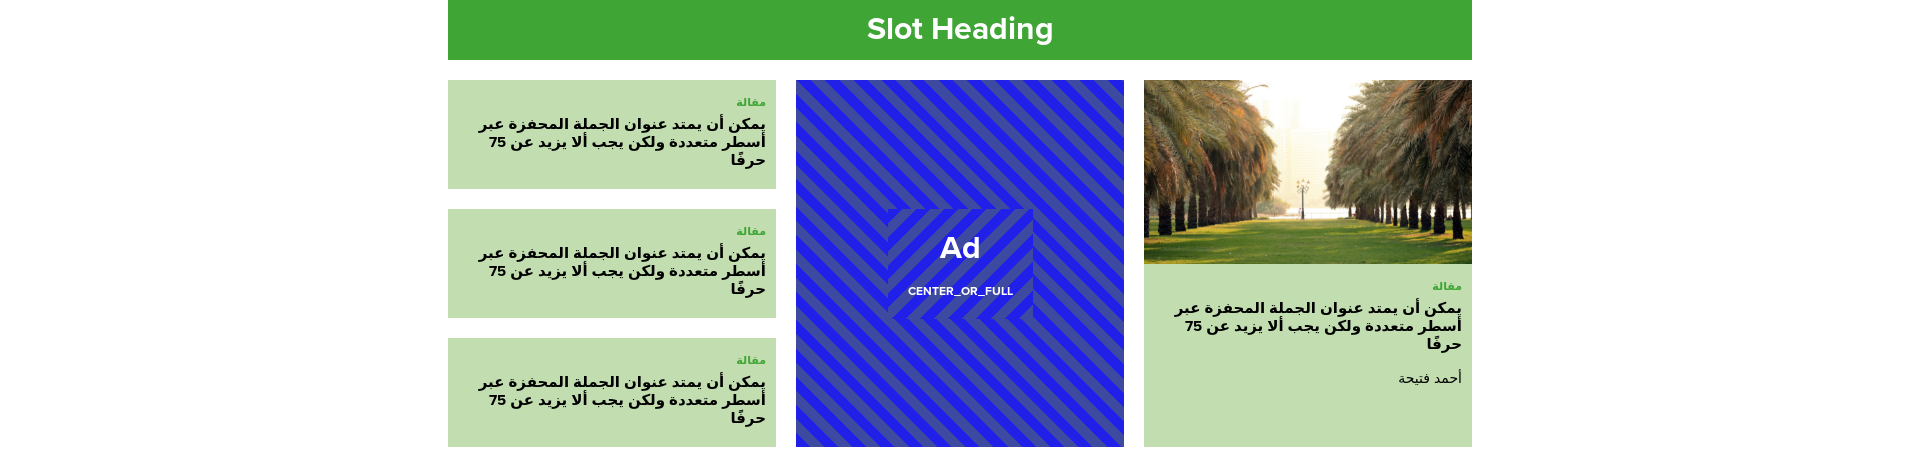 Slot Heading
مقالة
يمكن أن يمتد عنوان الجملة المحفزة عبر
أسطر متعددة ولكن يجب ألا يزيد عن 75
حرفًا
أحمد فتيحة
Ad
CENTER_OR_FULL
مقالة
يمكن أن يمتد عنوان الجملة المحفزة عبر
أسطر متعددة ولكن يجب ألا يزيد عن 75
حرفًا
مقالة
يمكن أن يمتد عنوان الجملة المحفزة عبر
أسطر متعددة ولكن يجب ألا يزيد عن 75
حرفًا
مقالة
يمكن أن يمتد عنوان الجملة المحفزة عبر
أسطر متعددة ولكن يجب ألا يزيد عن 75
حرفًا